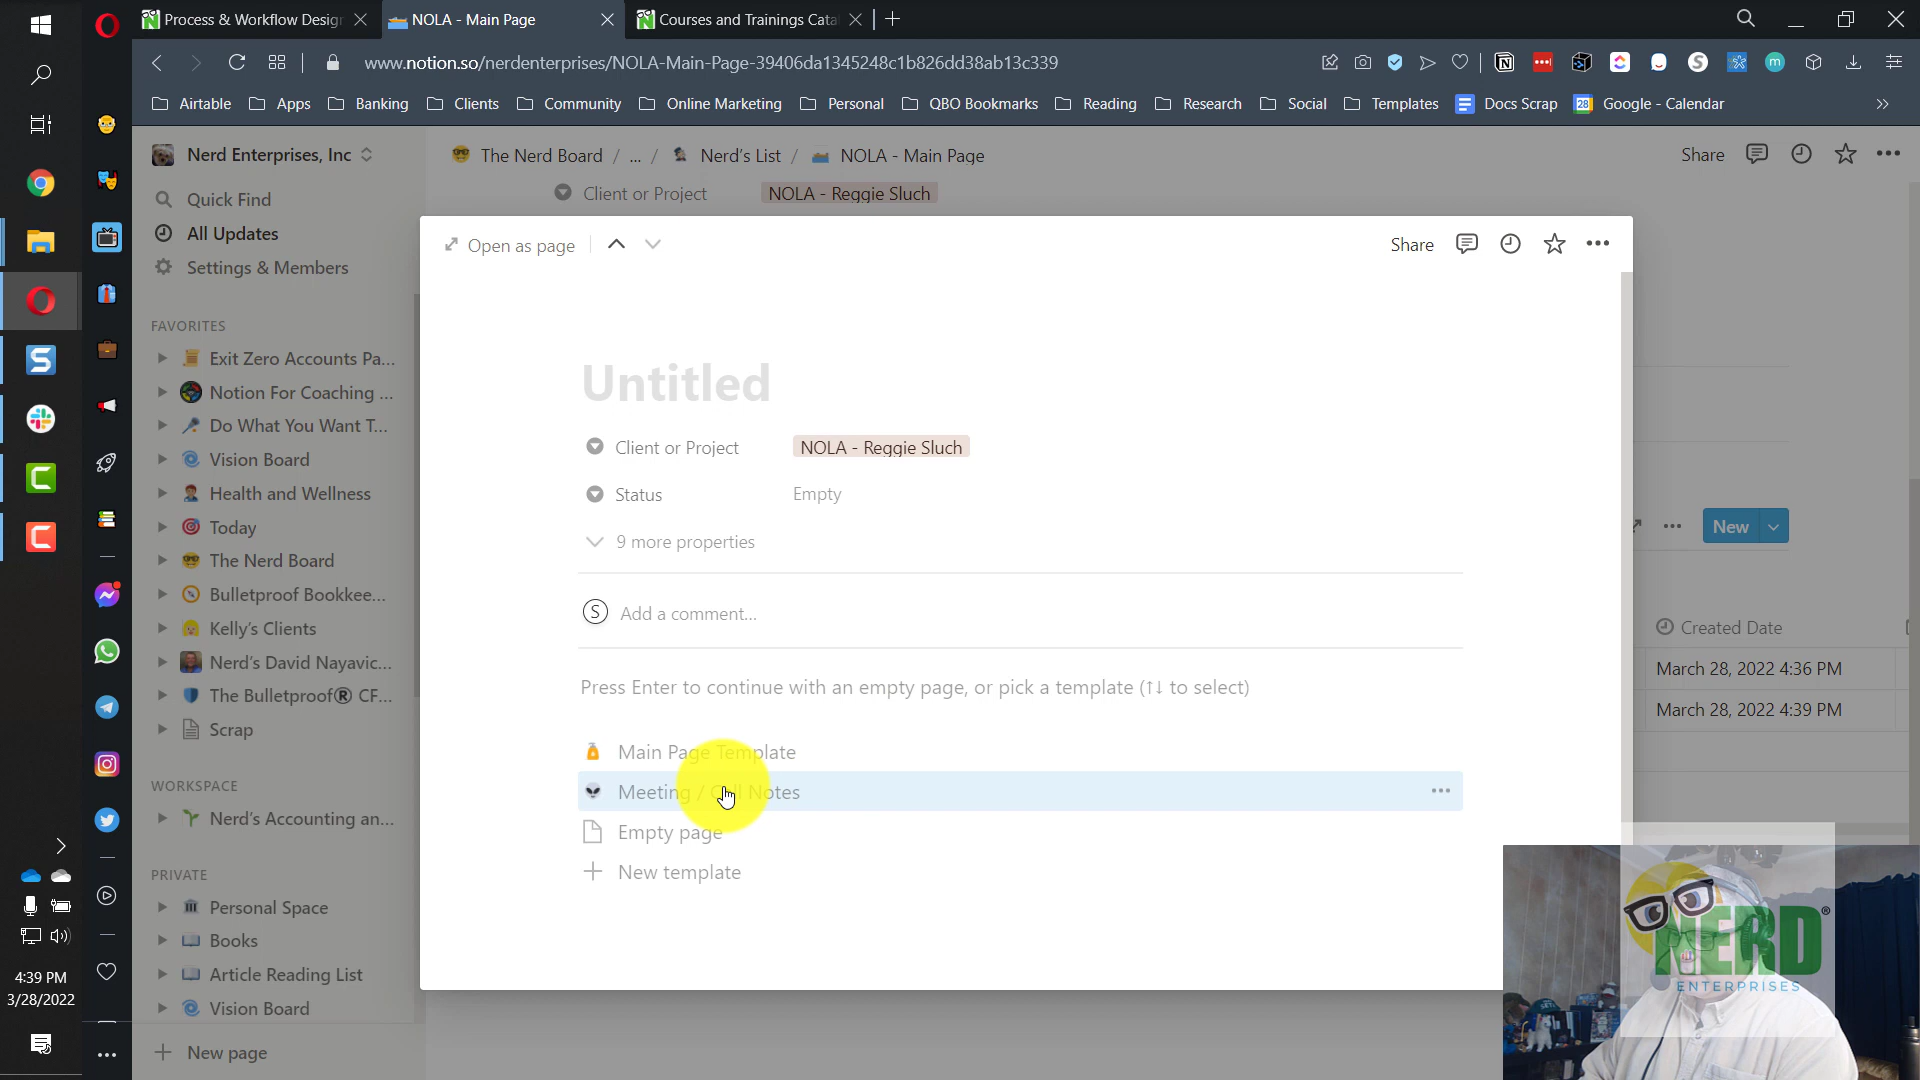 Process & Workflow Design
NOLA - Main Page
Courses and Trainings Cata
www.notion.so/nerdenterprises/NOLA-Main-Page-39406da1345248c1b826dd38ab13c339
Airtable
Apps
Banking
Clients
Community
Online Marketing
Personal
QBO Bookmarks
Reading
Research
Social
Templates
Docs Scrap
28
Google - Calendar
Nerd Enterprises, Inc
The Nerd Board / ... / Nerd's List / NOLA - Main Page
Share
Quick Find
All Updates
Settings & Members
Client or Project
NOLA - Reggie Sluch
FAVORITES
Exit Zero Accounts Pa...
Notion For Coaching ...
Do What You Want T...
Vision Board
Health and Wellness
Today
The Nerd Board
Bulletproof Bookkee...
Kelly's Clients
Nerd's David Nayavic...
The Bulletproof® CF...
Scrap
WORKSPACE
Nerd's Accounting an...
PRIVATE
Personal Space
Books
Article Reading List
Vision Board
New page
Open as page
Share
Untitled
Client or Project
NOLA - Reggie Sluch
Status
Empty
9 more properties
S
Add a comment...
Press Enter to continue with an empty page, or pick a template (↑↓ to select)
Main Page Template
Meeting / Call Notes
Empty page
New template
New
Created Date
March 28, 2022 4:36 PM
March 28, 2022 4:39 PM
4:39 PM
3/28/2022
NERD®
ENTERPRISES